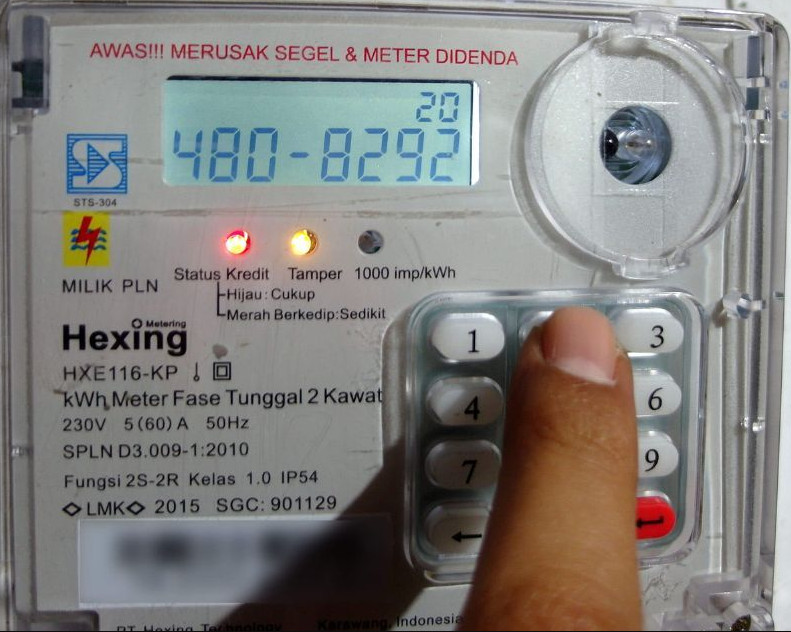 AWAS!!! MERUSAK SEGEL & METER DIDENDA
20
480-8292
STS-304
MILIK PLN
Status Kredit Tamper 1000 imp/kWh
Hijau: Cukup
Merah Berkedip:Sedikit
Hexing Metering
HXE116-KP
kWh Meter Fase Tunggal 2 Kawat
230V 5(60)A 50Hz
SPLN D3.009-1:2010
Fungsi 2S-2R Kelas 1.0 IP54
LMK 2015 SGC: 901129
PT. Hexing Technology Karawang, Indonesia
1 3
4 6
7 9